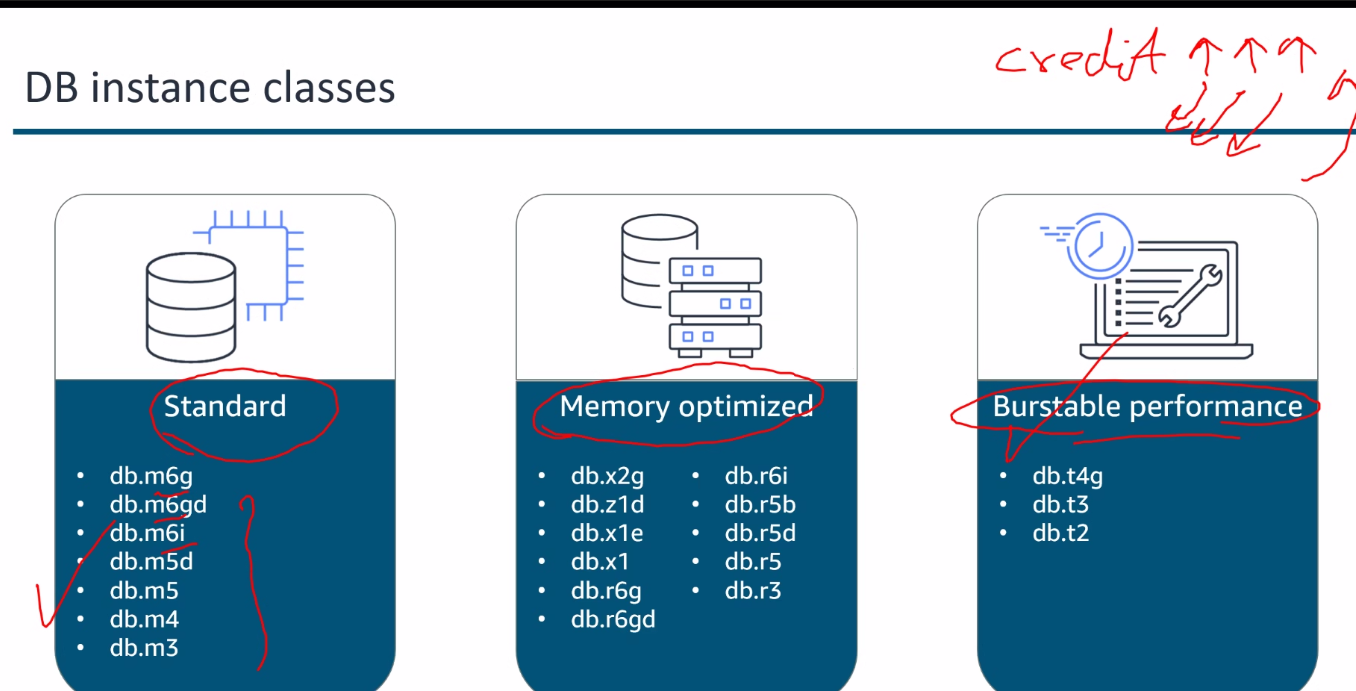 credit ↑ ↑ ↑
DB instance classes
Standard
• db.m6g
• db.m6gd
• db.m6i
• db.m5d
• db.m5
• db.m4
• db.m3
Memory optimized
• db.x2g
• db.z1d
• db.x1e
• db.x1
• db.r6g
• db.r6gd
• db.r6i
• db.r5b
• db.r5d
• db.r5
• db.r3
Burstable performance
• db.t4g
• db.t3
• db.t2